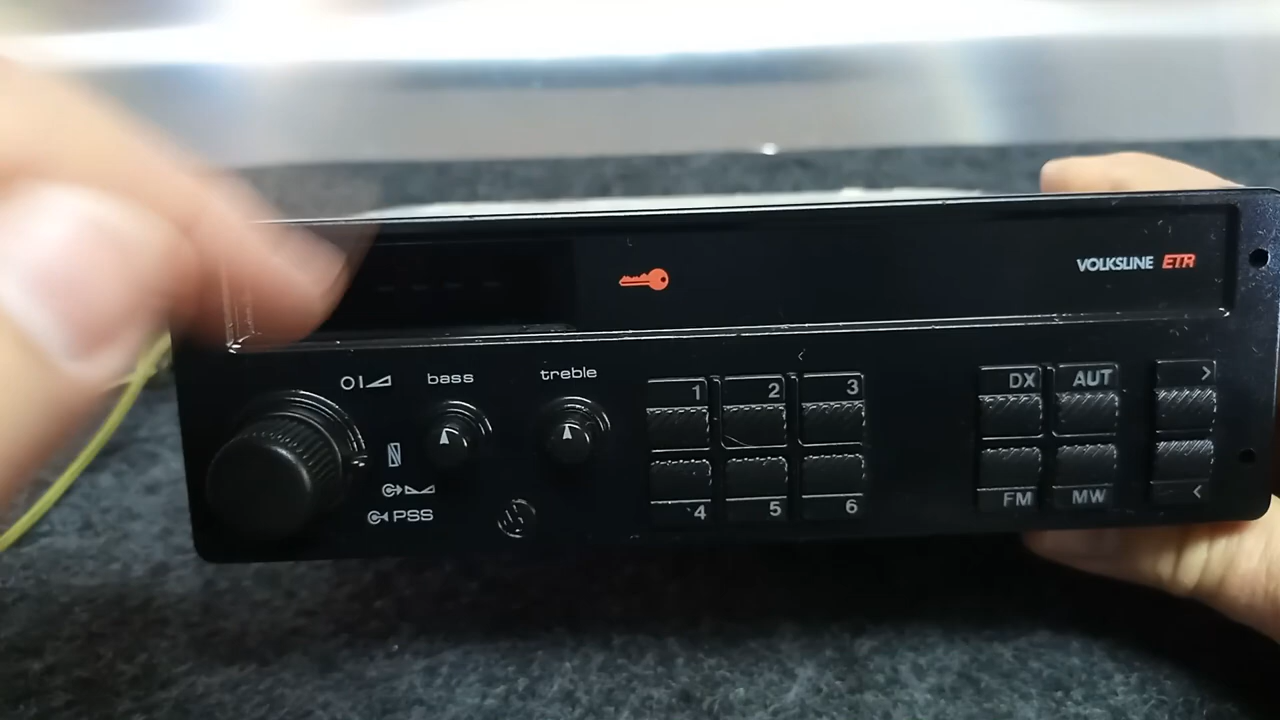 VOLKSLINE ETR
bass
treble
1
2
3
DX
AUT
>
PSS
4
5
6
FM
MW
<